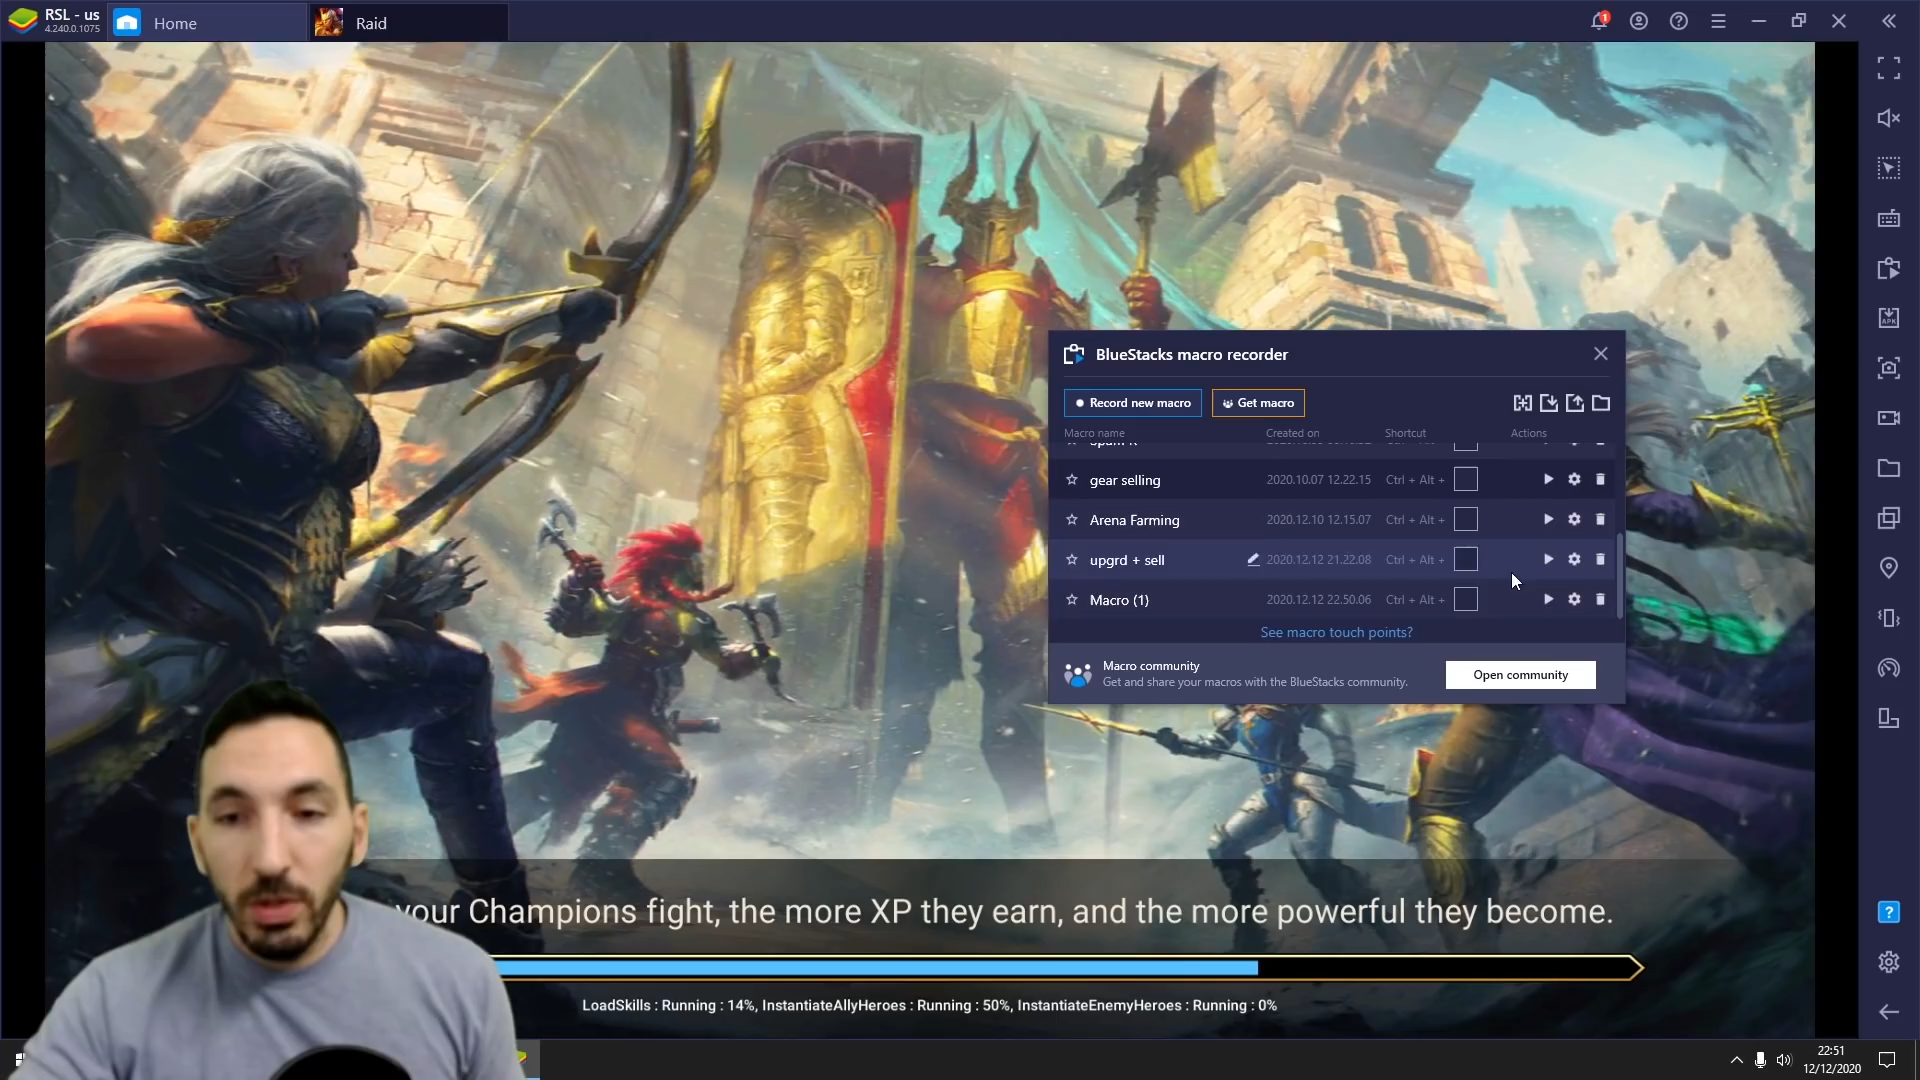 RSL - us
4.240.0.1075
Home
Raid
1
BlueStacks macro recorder
Record new macro
Get macro
Macro name
Created on
Shortcut
Actions
gear selling
2020.10.07 12.22.15
Ctrl + Alt +
Arena Farming
2020.12.10 12.15.07
Ctrl + Alt +
upgrd + sell
2020.12.12 21.22.08
Ctrl + Alt +
Macro (1)
2020.12.12 22.50.06
Ctrl + Alt +
See macro touch points?
Macro community
Get and share your macros with the BlueStacks community.
Open community
APK
your Champions fight, the more XP they earn, and the more powerful they become.
LoadSkills : Running : 14%, InstantiateAllyHeroes : Running : 50%, InstantiateEnemyHeroes : Running : 0%
22:51
12/12/2020